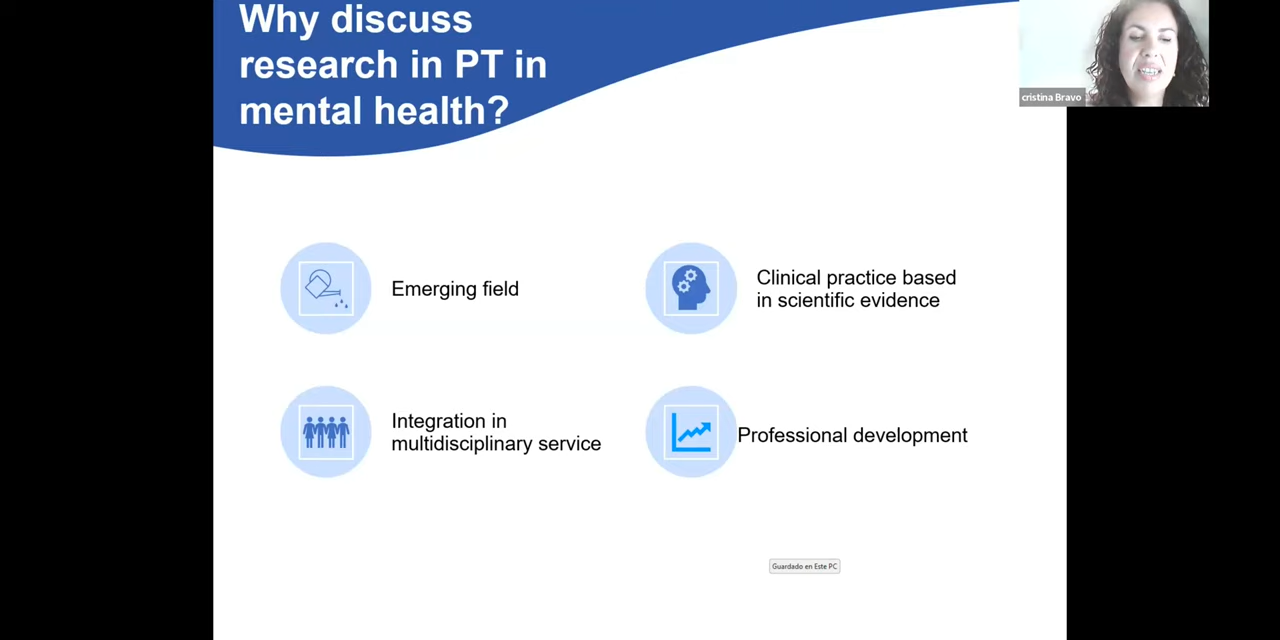 Why discuss
research in PT in
mental health?
cristina Bravo
Emerging field
Clinical practice based
in scientific evidence
Integration in
multidisciplinary service
Professional development
Guardado en Este PC